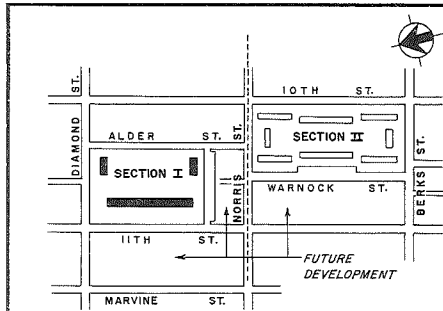 DIAMOND ST.
10TH ST.
ALDER ST.
SECTION I
NORRIS ST.
SECTION II
WARNOCK ST.
BERKS ST.
11TH ST.
FUTURE
DEVELOPMENT
MARVINE ST.